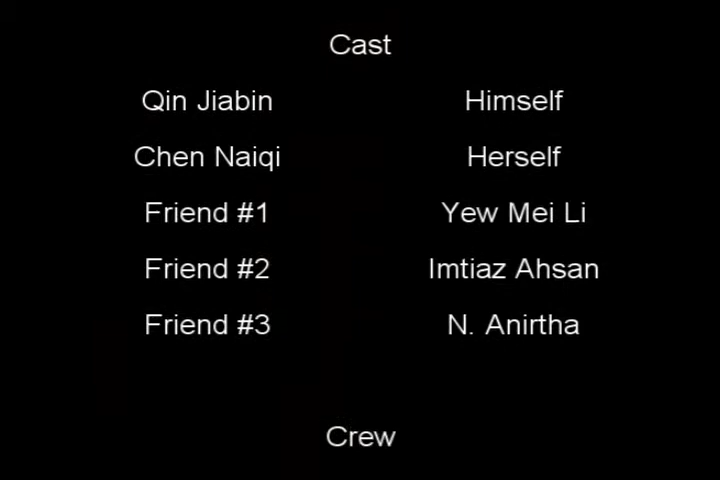 Cast
Qin Jiabin Himself
Chen Naiqi Herself
Friend #1 Yew Mei Li
Friend #2 Imtiaz Ahsan
Friend #3 N. Anirtha
Crew